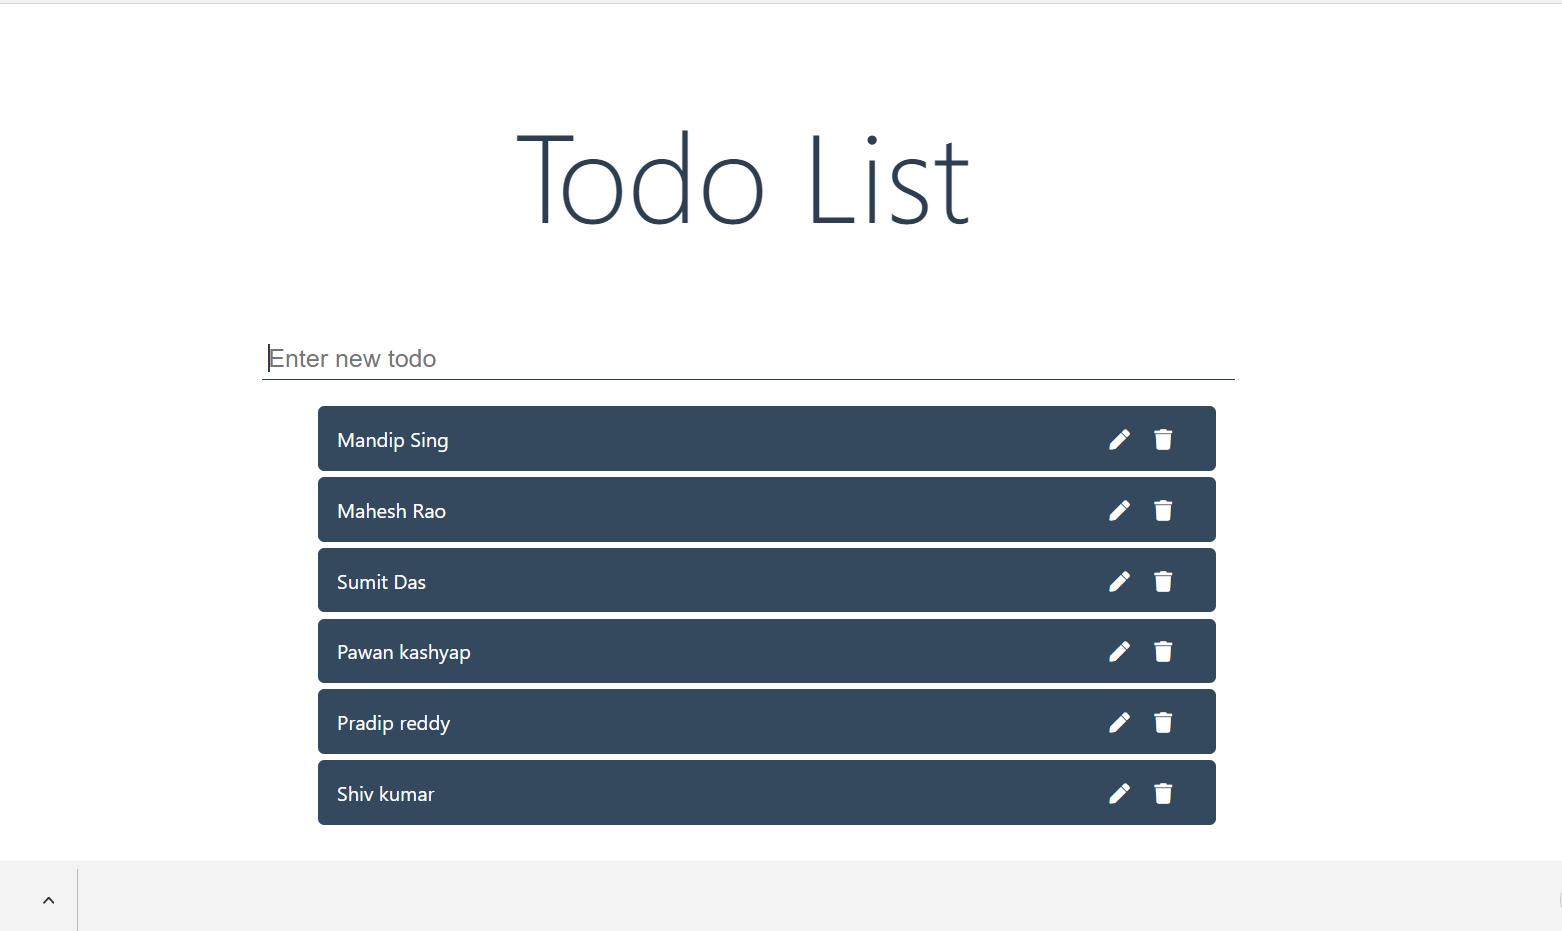 Todo List
Enter new todo
Mandip Sing
Mahesh Rao
Sumit Das
Pawan kashyap
Pradip reddy
Shiv kumar